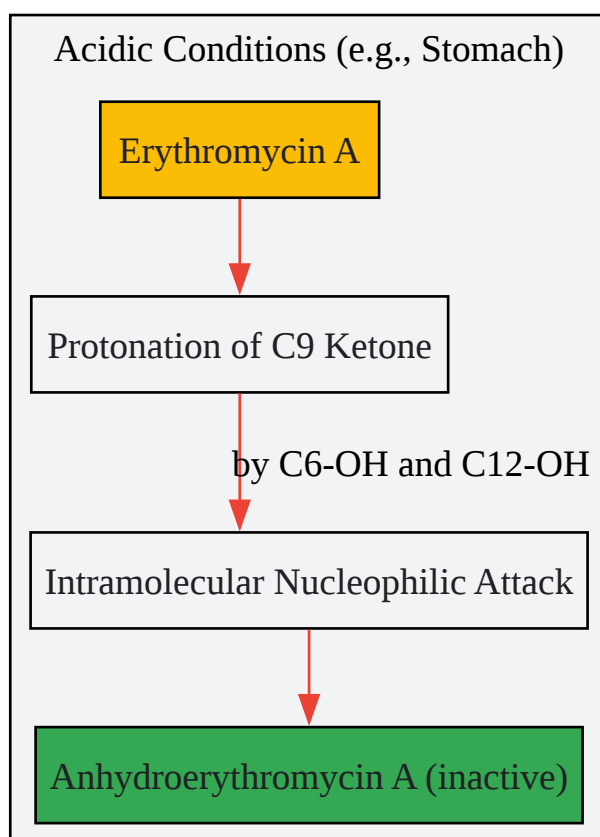 Acidic Conditions (e.g., Stomach)
Erythromycin A
Protonation of C9 Ketone
by C6-OH and C12-OH
Intramolecular Nucleophilic Attack
Anhydroerythromycin A (inactive)